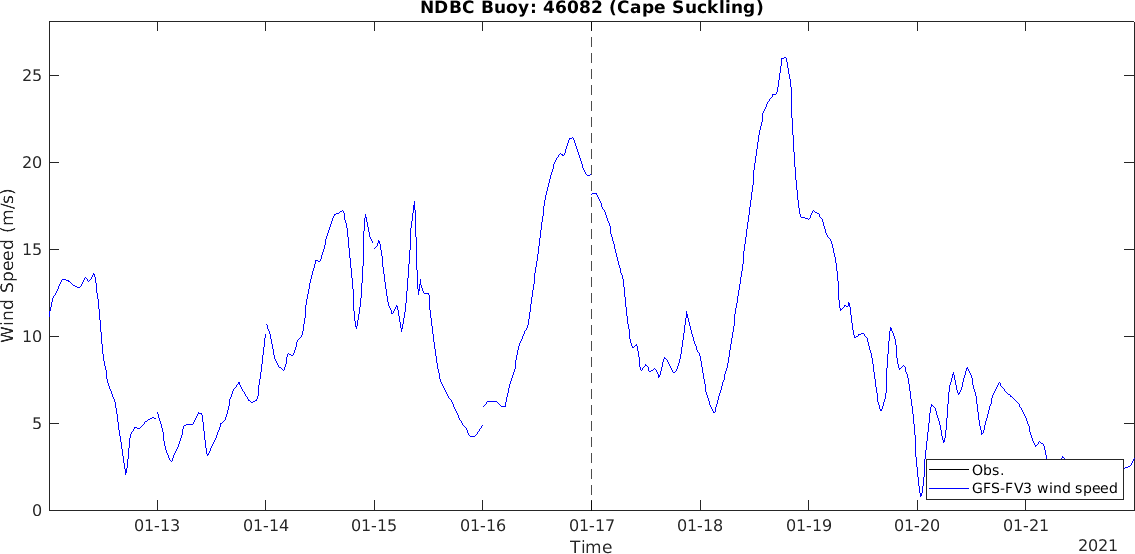 NDBC Buoy: 46082 (Cape Suckling)
Wind Speed (m/s)
25
20
15
10
5
0
Obs.
GFS-FV3 wind speed
01-13 01-14 01-15 01-16 01-17 01-18 01-19 01-20 01-21
Time
2021